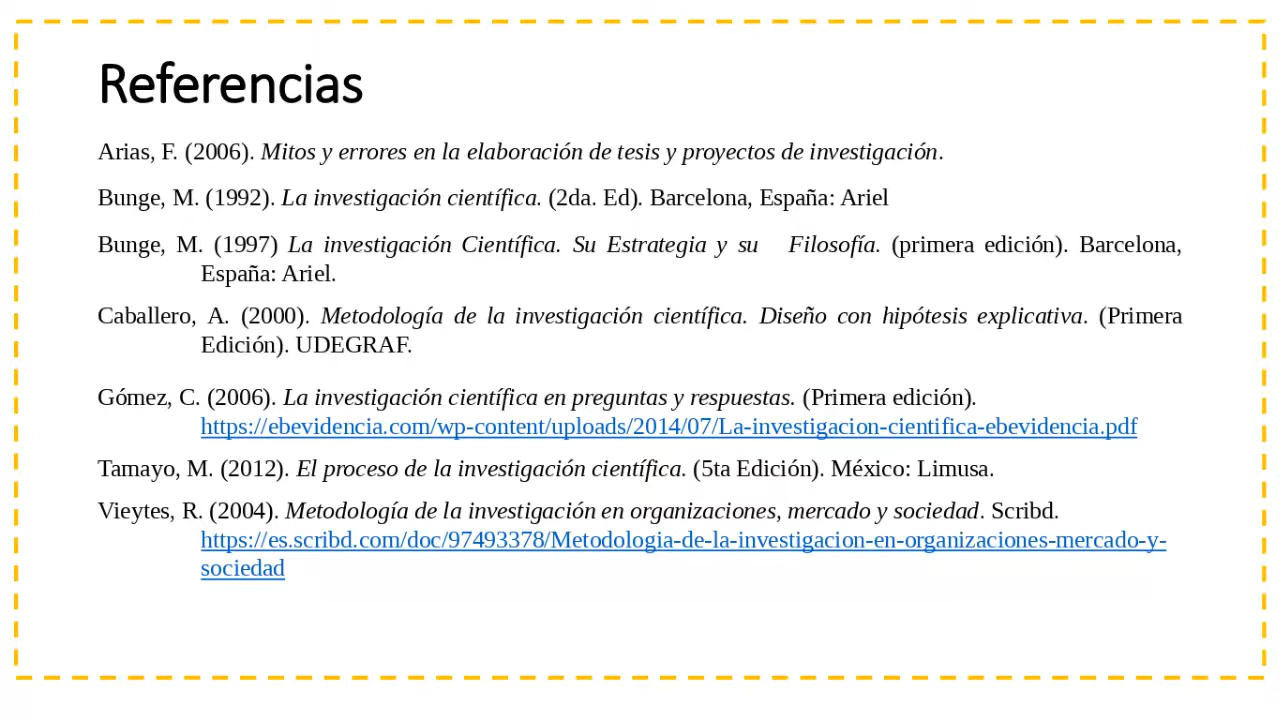 Referencias
Arias, F. (2006). Mitos y errores en la elaboración de tesis y proyectos de investigación.
Bunge, M. (1992). La investigación científica. (2da. Ed). Barcelona, España: Ariel
Bunge, M. (1997) La investigación Científica. Su Estrategia y su Filosofía. (primera edición). Barcelona,
España: Ariel.
Caballero, A. (2000). Metodología de la investigación científica. Diseño con hipótesis explicativa. (Primera
Edición). UDEGRAF.
Gómez, C. (2006). La investigación científica en preguntas y respuestas. (Primera edición).
https://ebevidencia.com/wp-content/uploads/2014/07/La-investigacion-cientifica-ebevidencia.pdf
Tamayo, M. (2012). El proceso de la investigación científica. (5ta Edición). México: Limusa.
Vieytes, R. (2004). Metodología de la investigación en organizaciones, mercado y sociedad. Scribd.
https://es.scribd.com/doc/97493378/Metodologia-de-la-investigacion-en-organizaciones-mercado-y-
sociedad